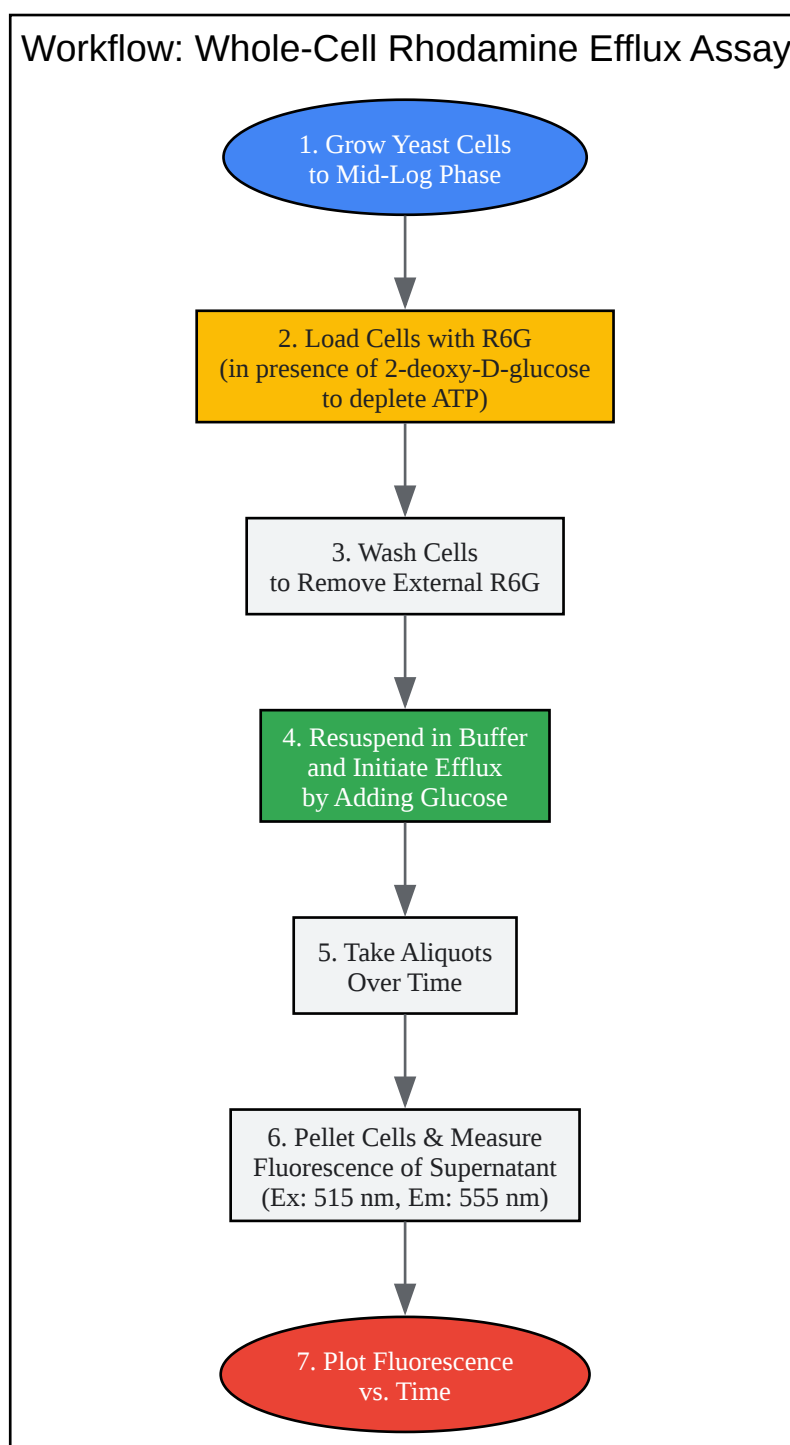 Workflow: Whole-Cell Rhodamine Efflux Assay
1. Grow Yeast Cells
to Mid-Log Phase
2. Load Cells with R6G
(in presence of 2-deoxy-D-glucose
to deplete ATP)
3. Wash Cells
to Remove External R6G
4. Resuspend in Buffer
and Initiate Efflux
by Adding Glucose
5. Take Aliquots
Over Time
6. Pellet Cells & Measure
Fluorescence of Supernatant
(Ex: 515 nm, Em: 555 nm)
7. Plot Fluorescence
vs. Time